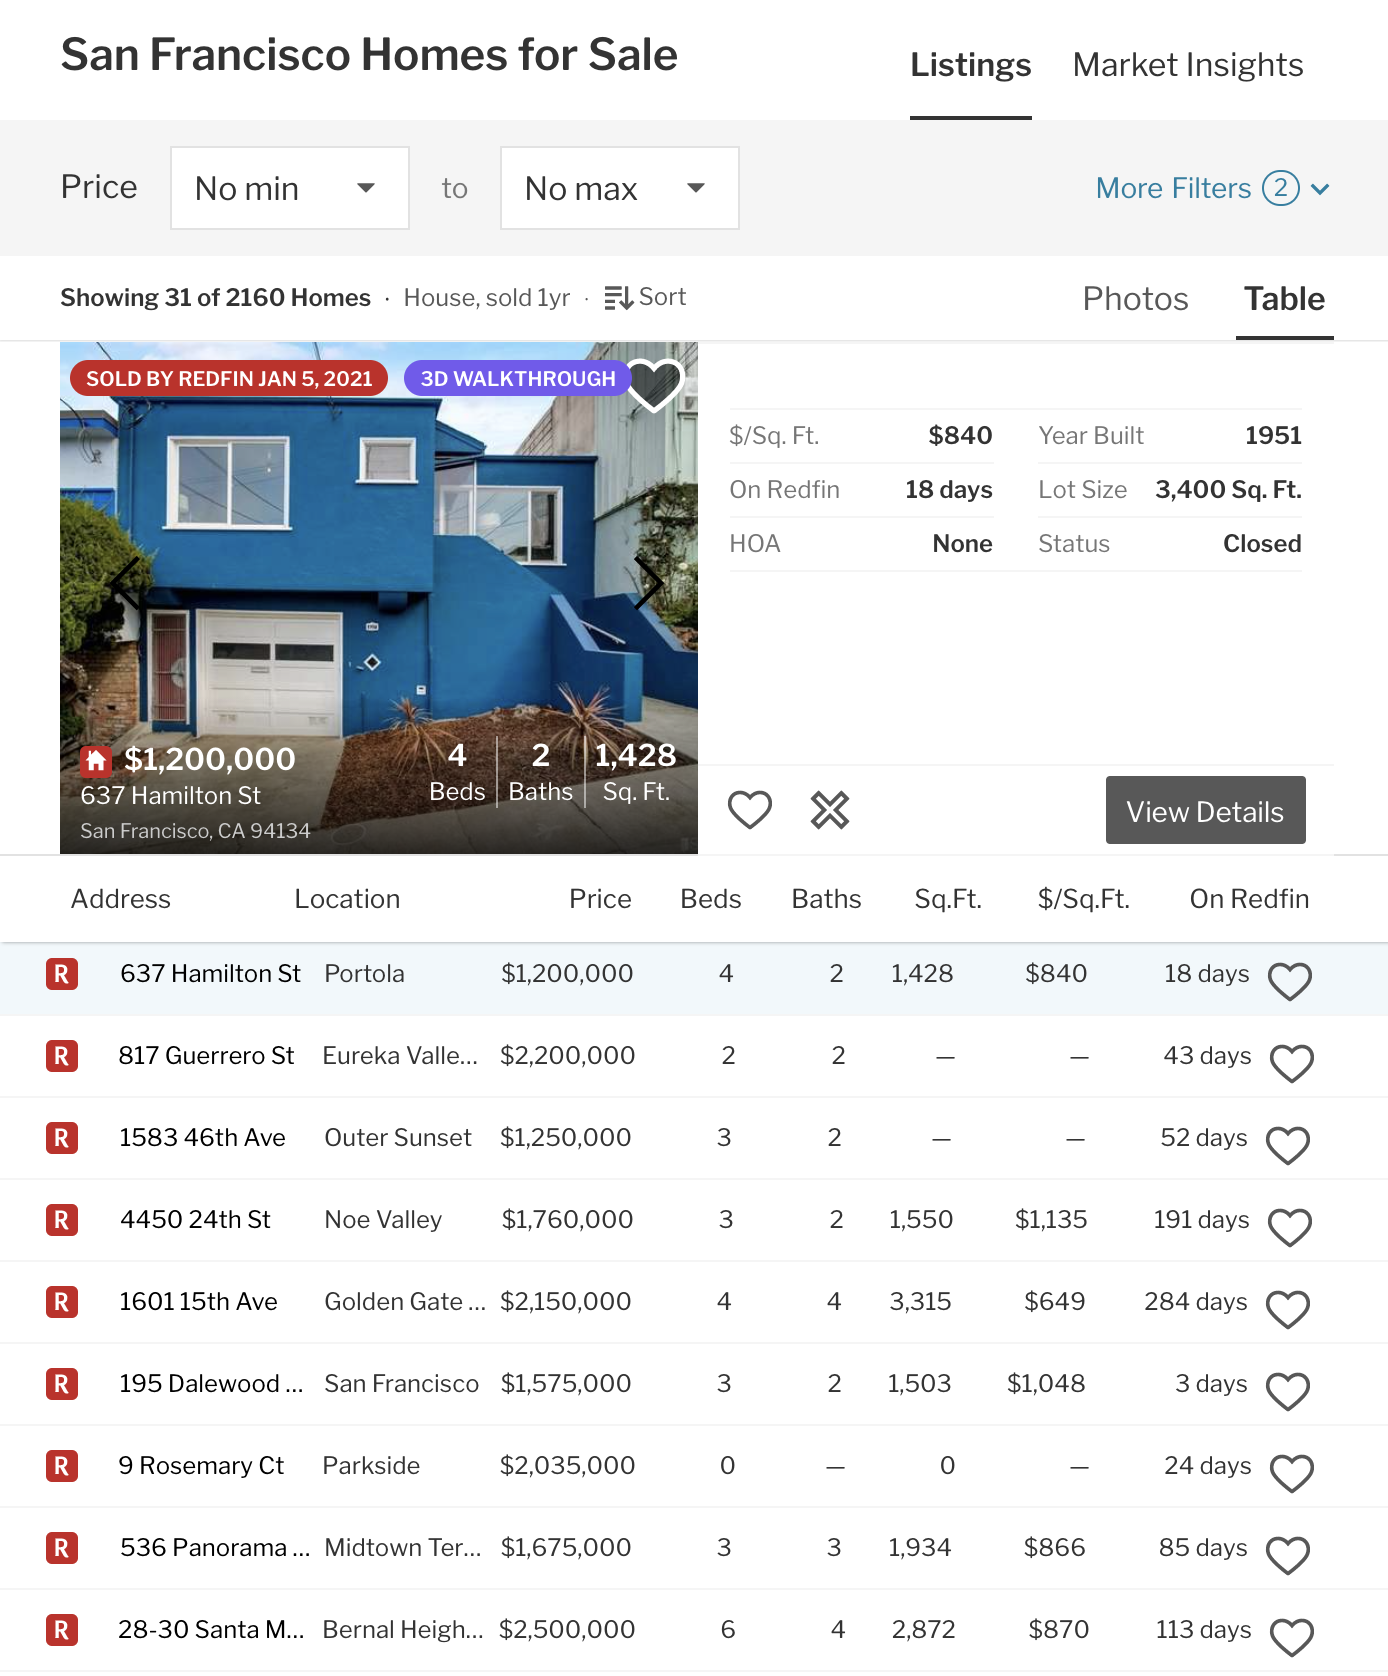 San Francisco Homes for Sale
Listings Market Insights
Price No min to No max More Filters 2
Showing 31 of 2160 Homes · House, sold 1yr · Sort
Photos Table
SOLD BY REDFIN JAN 5, 2021 3D WALKTHROUGH
$1,200,000
637 Hamilton St
San Francisco, CA 94134
4 Beds 2 Baths 1,428 Sq. Ft.
$/Sq. Ft. $840 Year Built 1951
On Redfin 18 days Lot Size 3,400 Sq. Ft.
HOA None Status Closed
View Details
Address Location Price Beds Baths Sq.Ft. $/Sq.Ft. On Redfin
R 637 Hamilton St Portola $1,200,000 4 2 1,428 $840 18 days
R 817 Guerrero St Eureka Valle... $2,200,000 2 2 — — 43 days
R 1583 46th Ave Outer Sunset $1,250,000 3 2 — — 52 days
R 4450 24th St Noe Valley $1,760,000 3 2 1,550 $1,135 191 days
R 1601 15th Ave Golden Gate ... $2,150,000 4 4 3,315 $649 284 days
R 195 Dalewood ... San Francisco $1,575,000 3 2 1,503 $1,048 3 days
R 9 Rosemary Ct Parkside $2,035,000 0 — 0 — 24 days
R 536 Panorama ... Midtown Ter... $1,675,000 3 3 1,934 $866 85 days
R 28-30 Santa M... Bernal Heigh... $2,500,000 6 4 2,872 $870 113 days